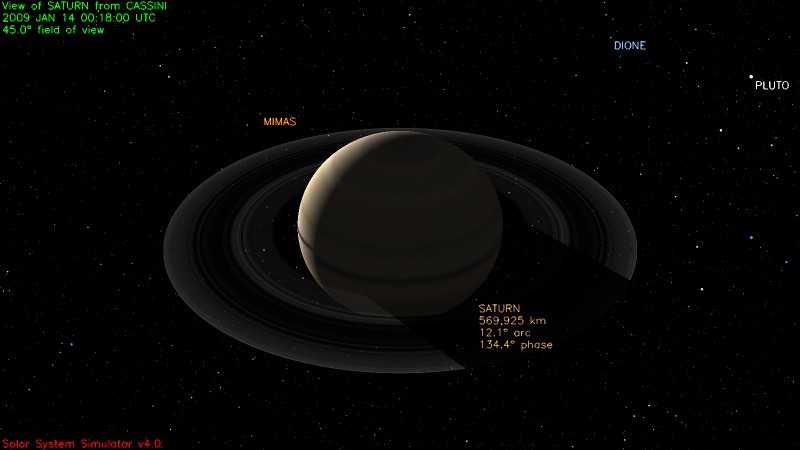 View of SATURN from CASSINI
2009 JAN 14 00:18:00 UTC
45.0° field of view
DIONE
PLUTO
MIMAS
SATURN
569,925 km
12.1° arc
134.4° phase
Solar System Simulator v4.0.